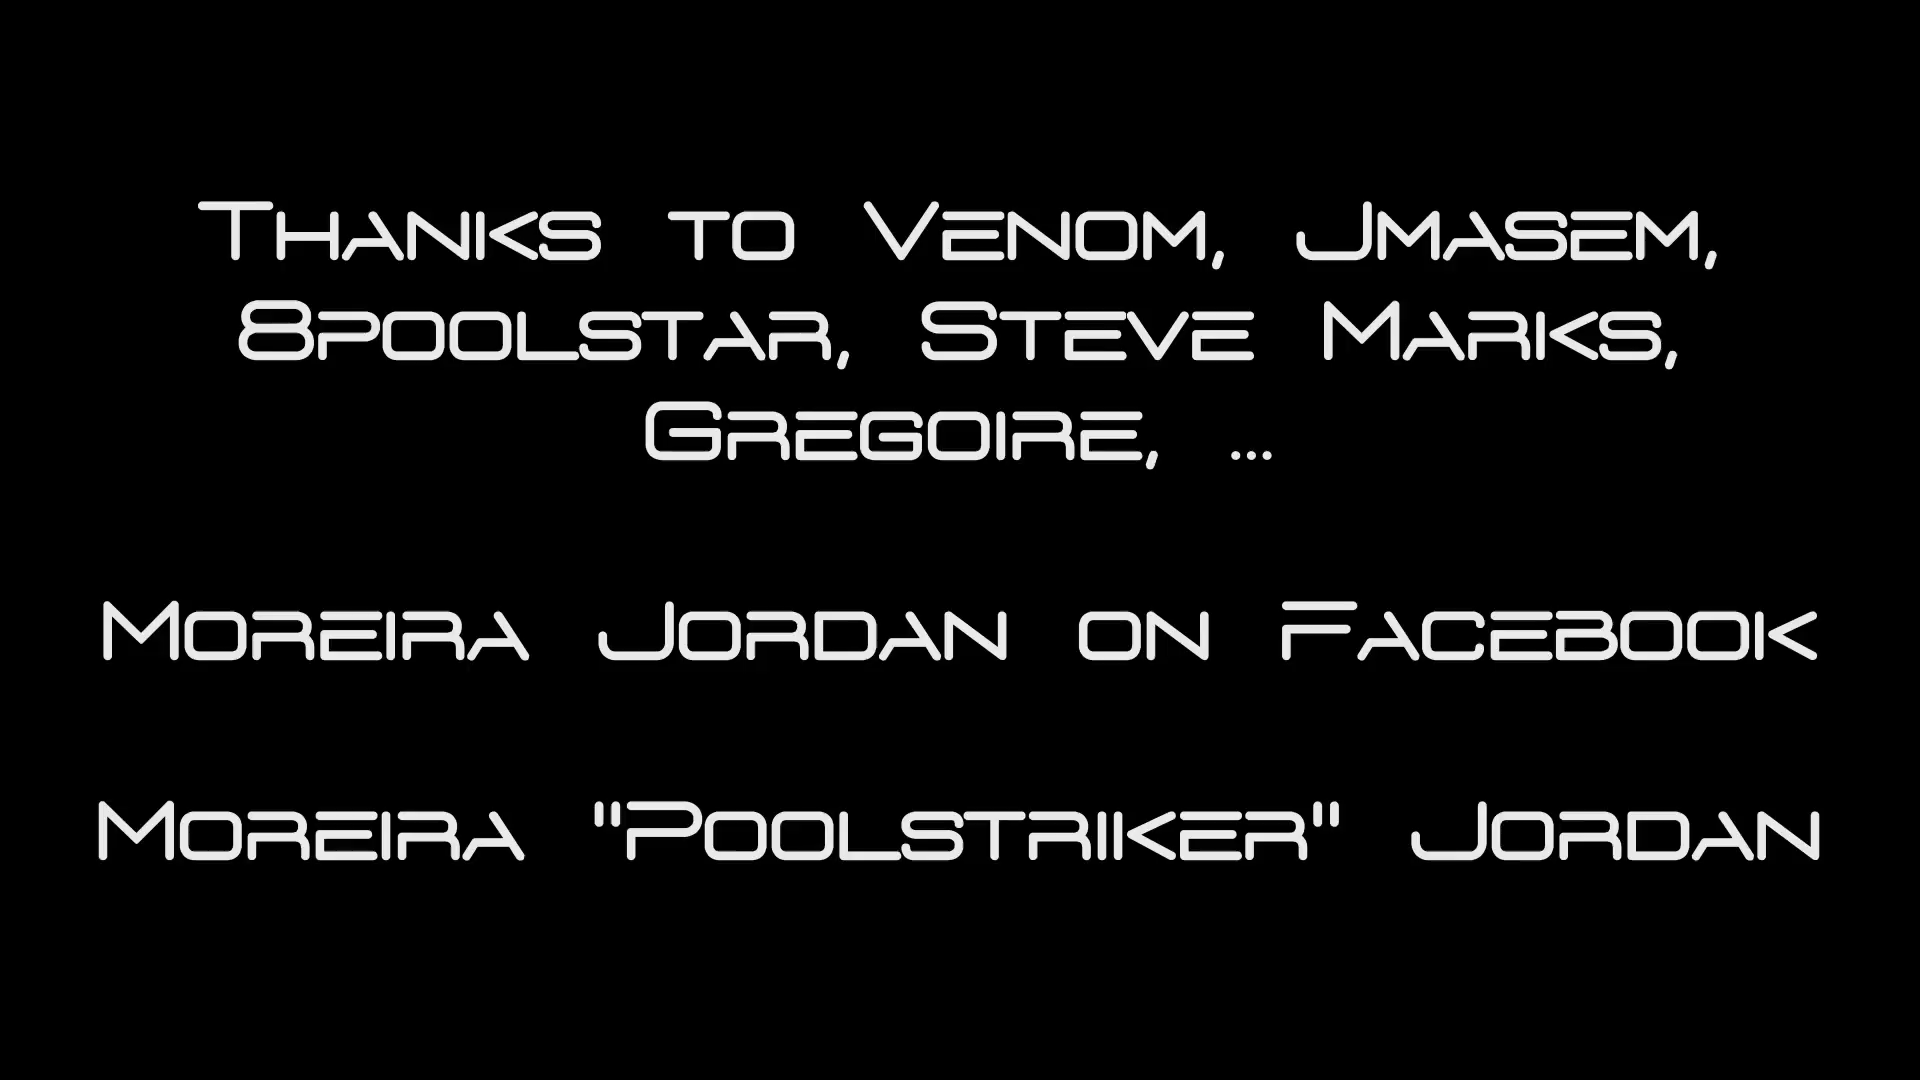 Thanks to Venom, Jmasem,
8poolstar, Steve Marks,
Gregoire, ...
Moreira Jordan on Facebook
Moreira "Poolstriker" Jordan